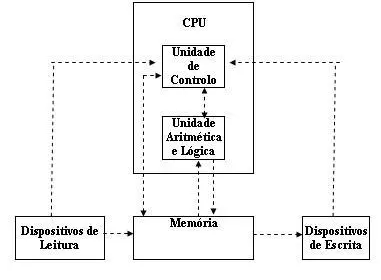 CPU
Unidade
de
Controlo
Unidade
Aritmética
e Lógica
Dispositivos de
Leitura
Memória
Dispositivos
de Escrita